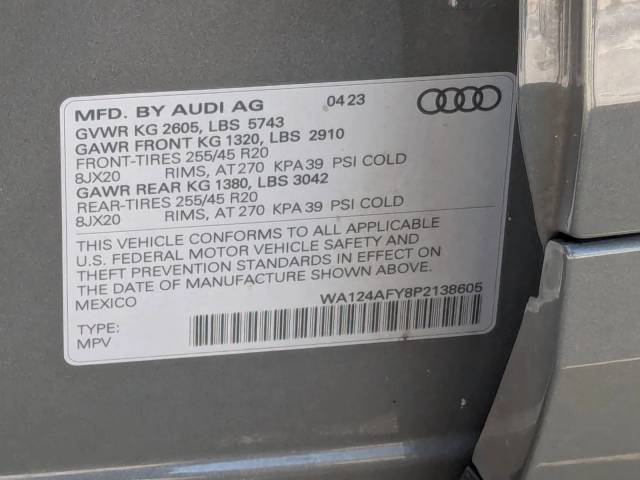 MFD. BY AUDI AG 04 23
GVWR KG 2605, LBS 5743
GAWR FRONT KG 1320, LBS 2910
FRONT-TIRES 255/45 R20
8JX20 RIMS, AT 270 KPA 39 PSI COLD
GAWR REAR KG 1380, LBS 3042
REAR-TIRES 255/45 R20
8JX20 RIMS, AT 270 KPA 39 PSI COLD
THIS VEHICLE CONFORMS TO ALL APPLICABLE
U.S. FEDERAL MOTOR VEHICLE SAFETY AND
THEFT PREVENTION STANDARDS IN EFFECT ON
THE DATE OF MANUFACTURE SHOWN ABOVE.
MEXICO WA124AFY8P2138605
TYPE:
MPV